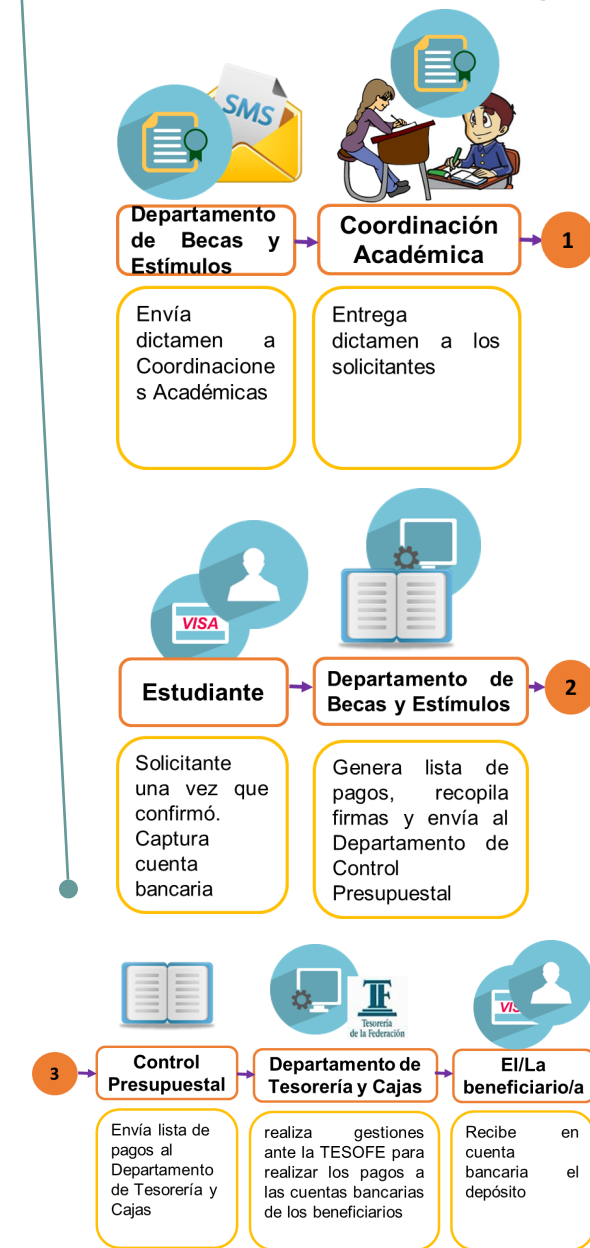 SMS
Departamento
de Becas y
Estímulos
Coordinación
Académica
1
Envía
dictamen a
Coordinacione
s Académicas
Entrega
dictamen a los
solicitantes
VISA
Estudiante
Departamento de
Becas y Estímulos
2
Solicitante
una vez que
confirmó.
Captura
cuenta
bancaria
Genera lista de
pagos, recopila
firmas y envía al
Departamento de
Control
Presupuestal
Tesorería
de la Federación
VIS
3
Control
Presupuestal
Departamento de
Tesorería y Cajas
El/La
beneficiario/a
Envía lista de
pagos al
Departamento
de Tesorería y
Cajas
realiza gestiones
ante la TESOFE para
realizar los pagos a
las cuentas bancarias
de los beneficiarios
Recibe en
cuenta
bancaria el
depósito